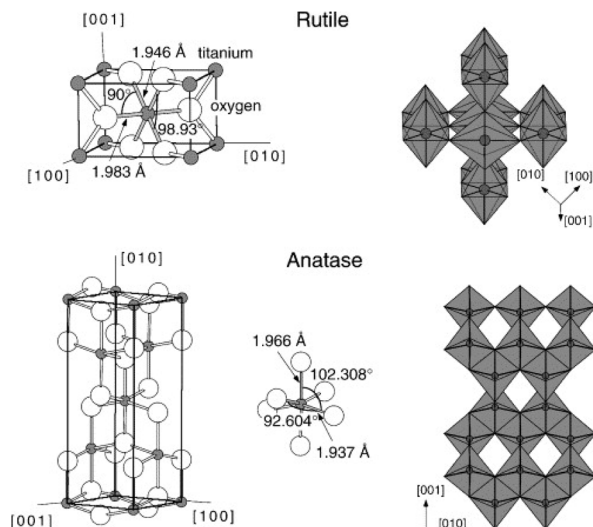 Rutile
[001]
1.946 Å
titanium
90°
oxygen
98.93°
[010]
[100]
1.983 Å
[010]
[100]
[001]
Anatase
[010]
1.966 Å
102.308°
92.604°
1.937 Å
[001]
[100]
[001]
[010]